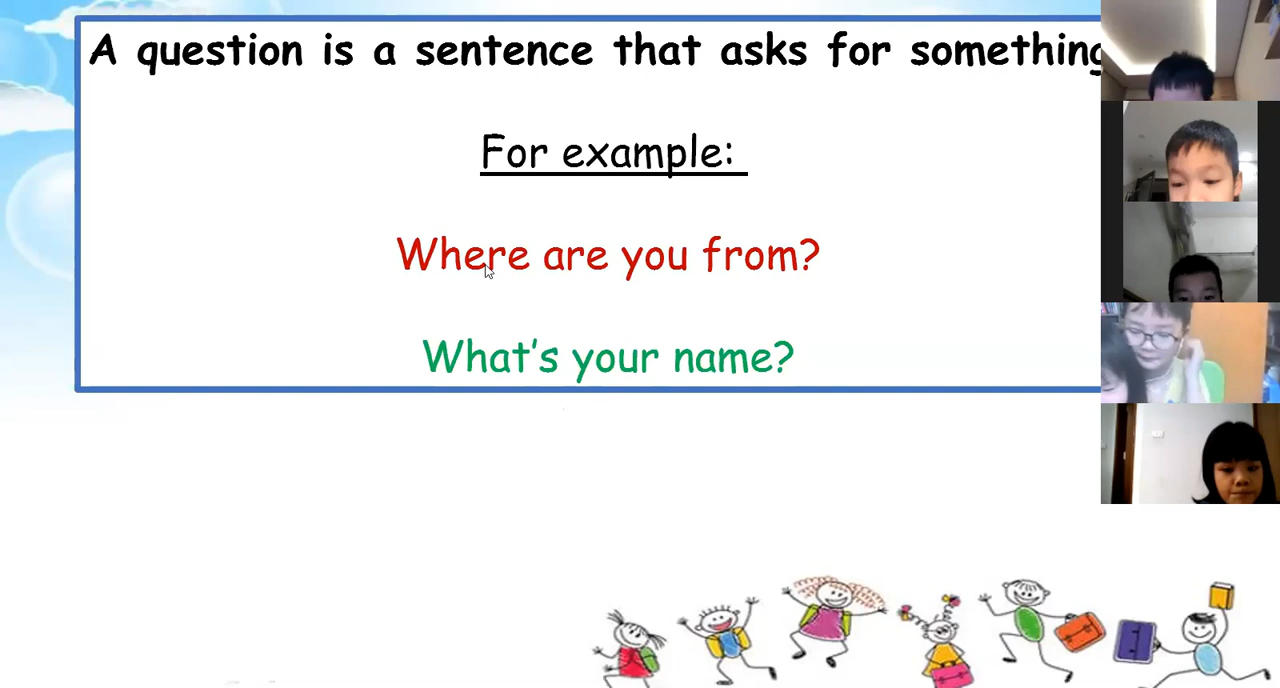 A question is a sentence that asks for something
For example:
Where are you from?
What's your name?